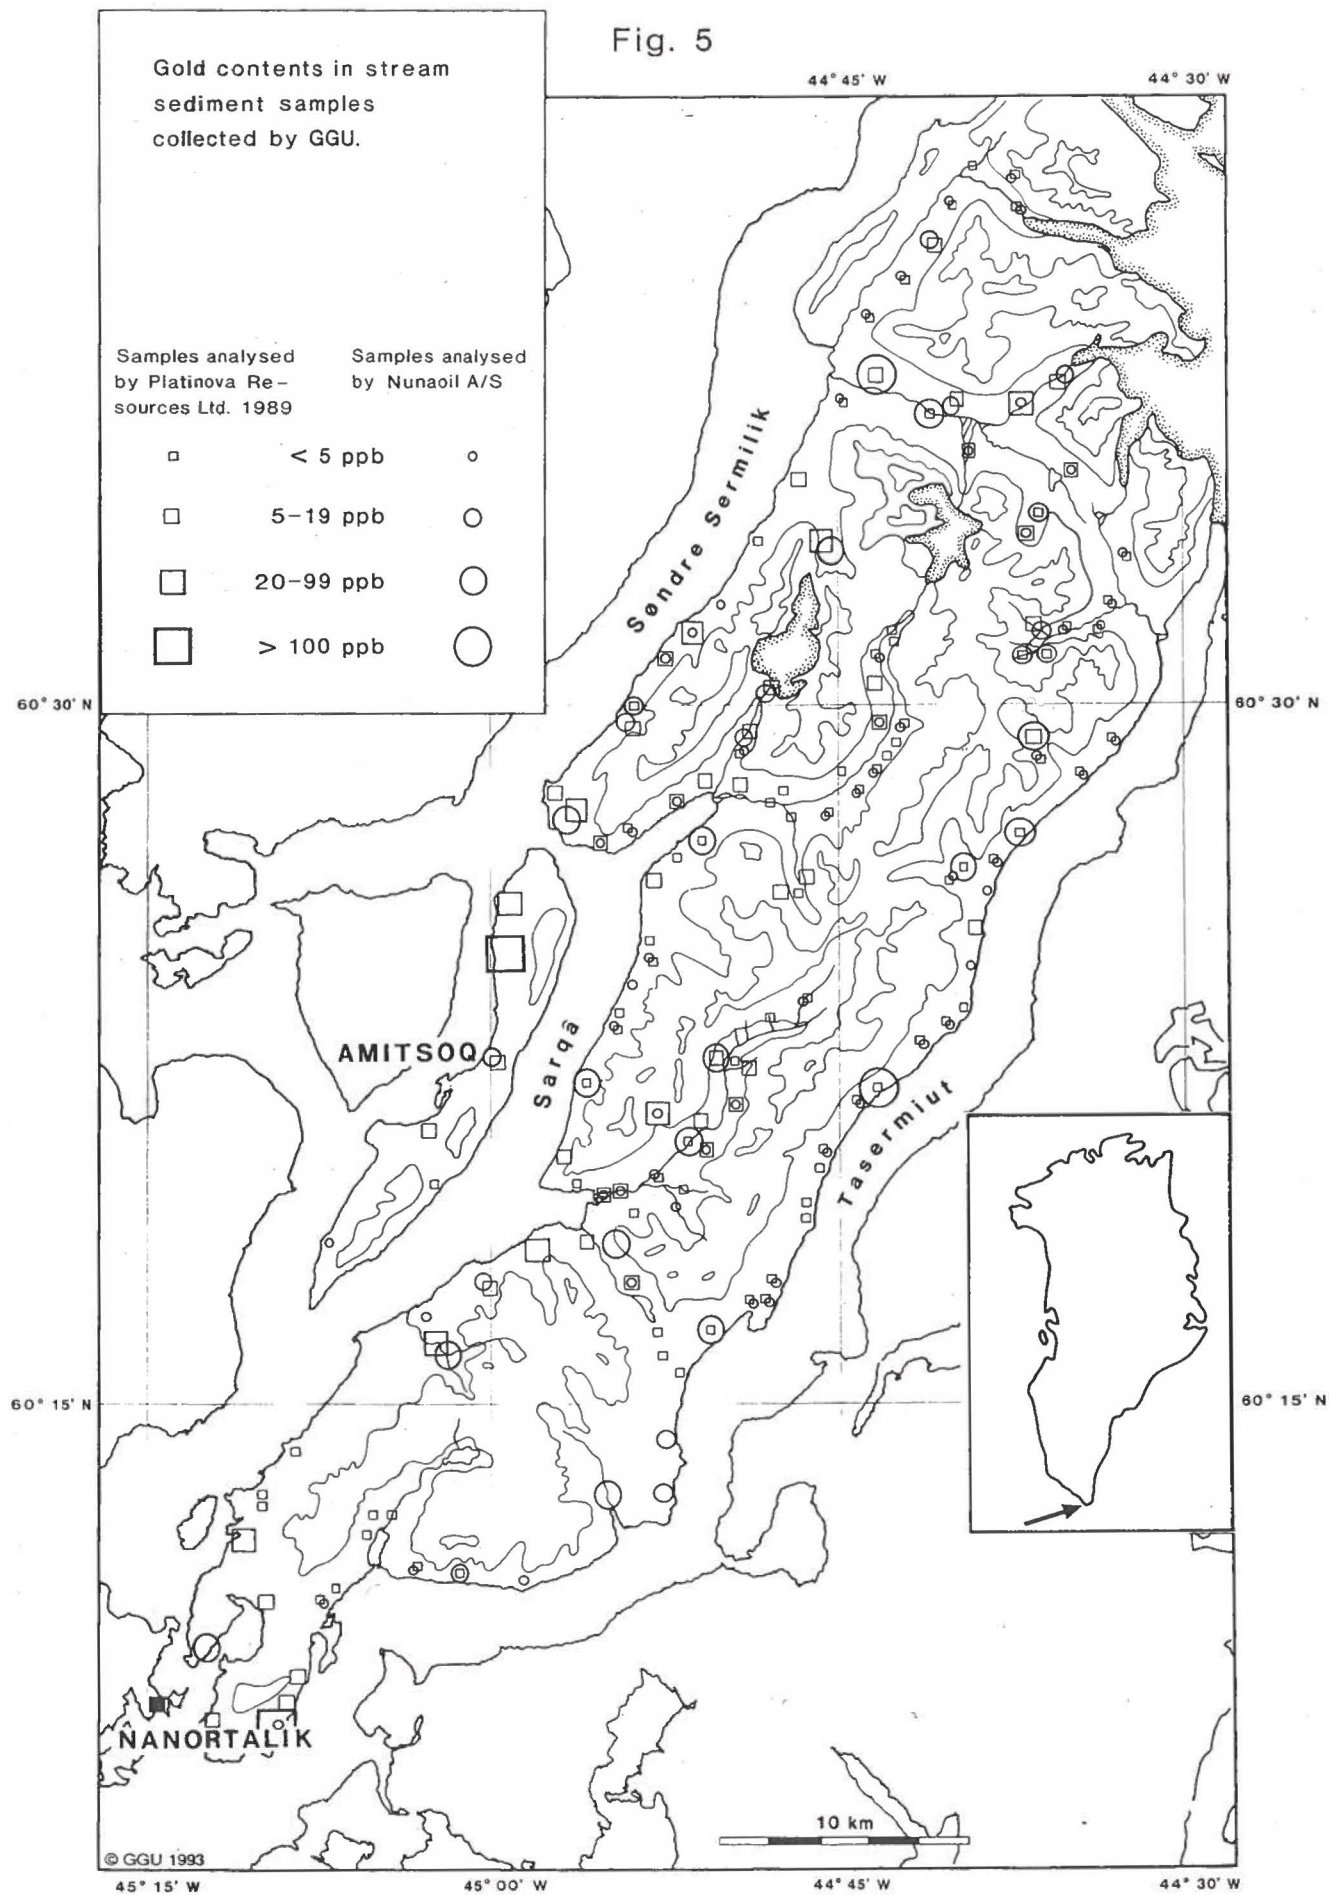 Fig. 5
Gold contents in stream
sediment samples
collected by GGU.
Samples analysed
by Platinova Re-
sources Ltd. 1989
Samples analysed
by Nunaoil A/S
< 5 ppb
5-19 ppb
20-99 ppb
> 100 ppb
44° 45' W
44° 30' W
Søndre Sermilik
60° 30' N
60° 30' N
AMITSOQ
Sarqâ
Tasermiut
60° 15' N
60° 15' N
NANORTALIK
10 km
© GGU 1993
45° 15' W
45° 00' W
44° 45' W
44° 30' W